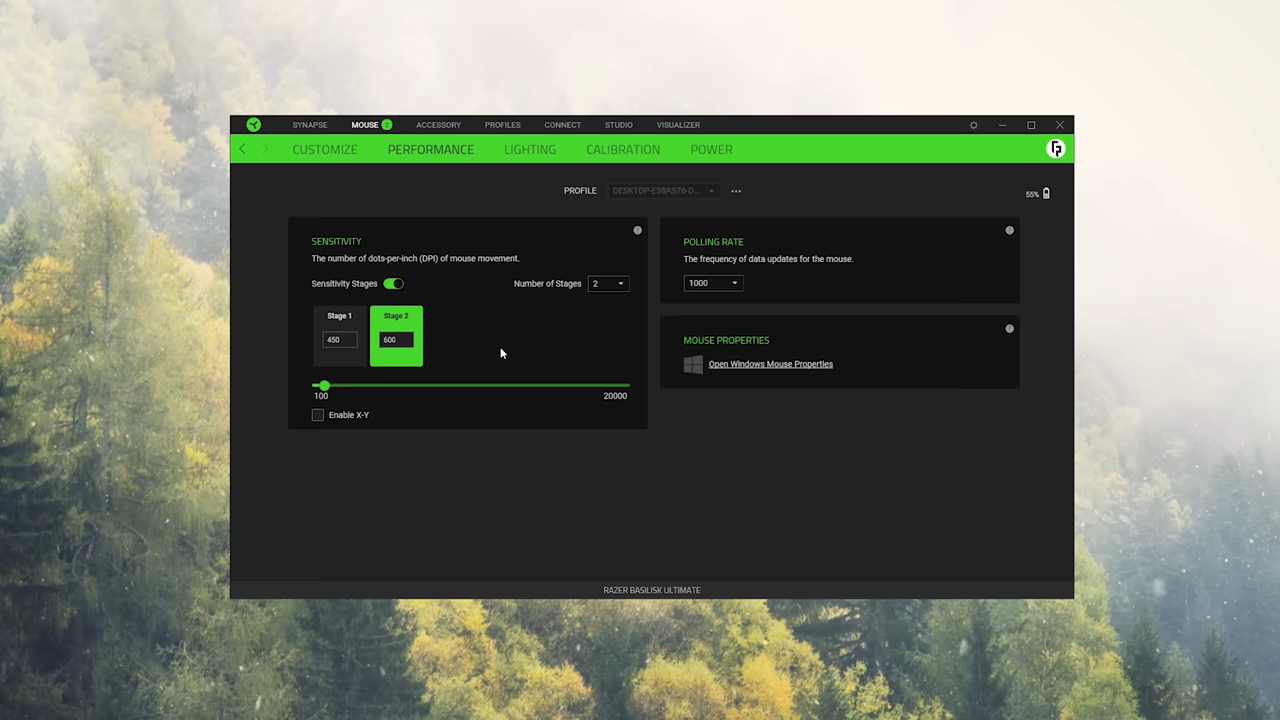 SYNAPSE MOUSE 2 ACCESSORY PROFILES CONNECT STUDIO VISUALIZER
CUSTOMIZE PERFORMANCE LIGHTING CALIBRATION POWER
PROFILE DESKTOP-E38AS76-D...
55%
SENSITIVITY
The number of dots-per-inch (DPI) of mouse movement.
Sensitivity Stages
Number of Stages 2
Stage 1 Stage 2
450 600
100 20000
Enable X-Y
POLLING RATE
The frequency of data updates for the mouse.
1000
MOUSE PROPERTIES
Open Windows Mouse Properties
RAZER BASILISK ULTIMATE